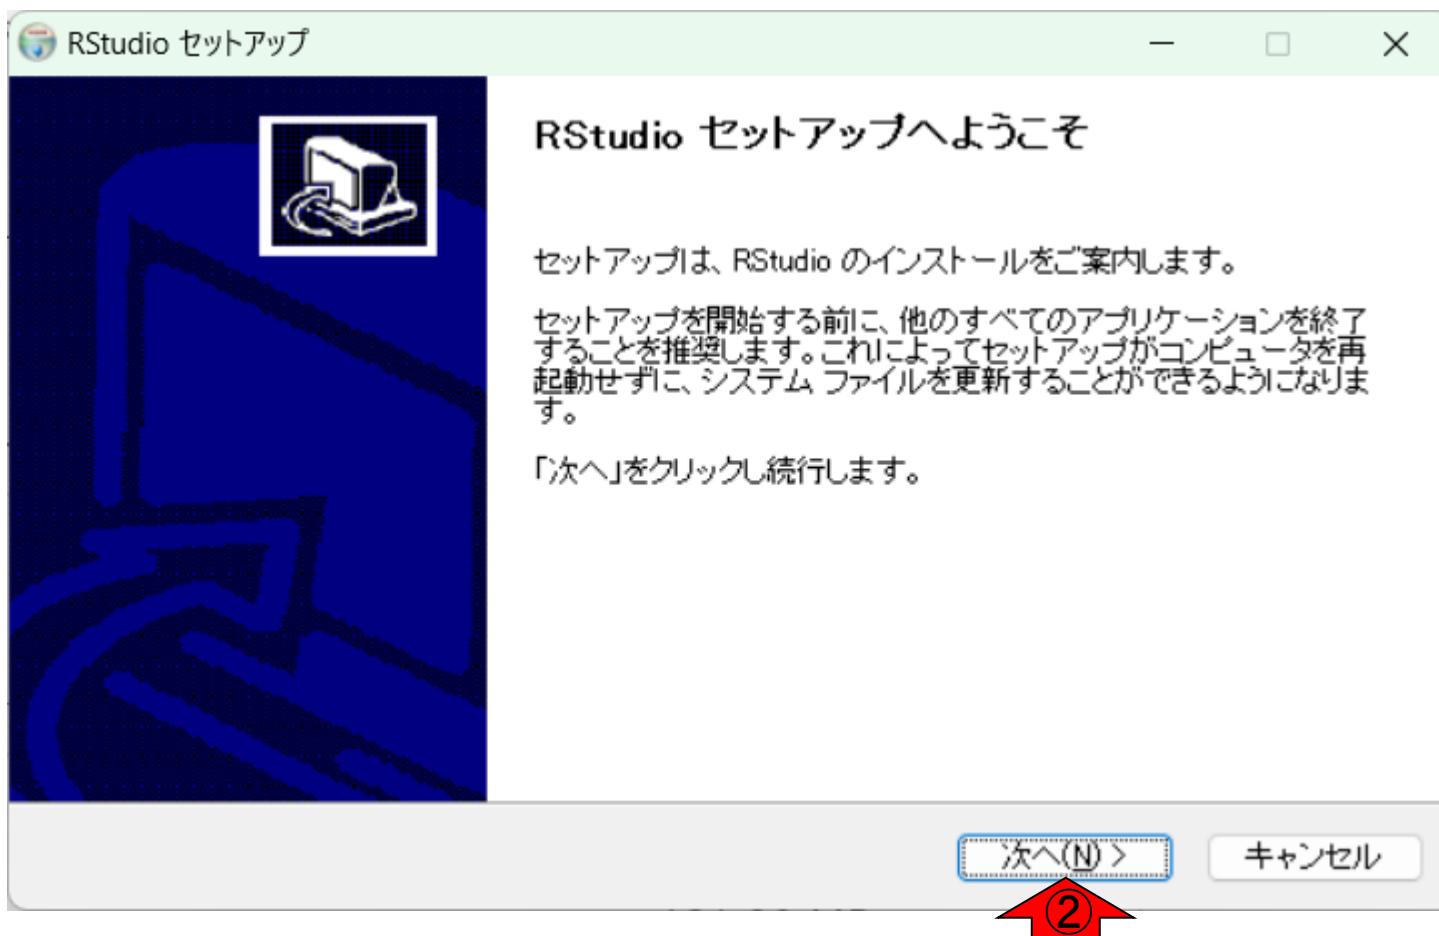 RStudio セットアップ
RStudio セットアップへようこそ
セットアップは、RStudio のインストールをご案内します。
セットアップを開始する前に、他のすべてのアプリケーションを終了
することを推奨します。これによってセットアップがコンピュータを再
起動せずに、システム ファイルを更新することができるようになりま
す。
「次へ」をクリックし続行します。
次へ(N) >
キャンセル
②